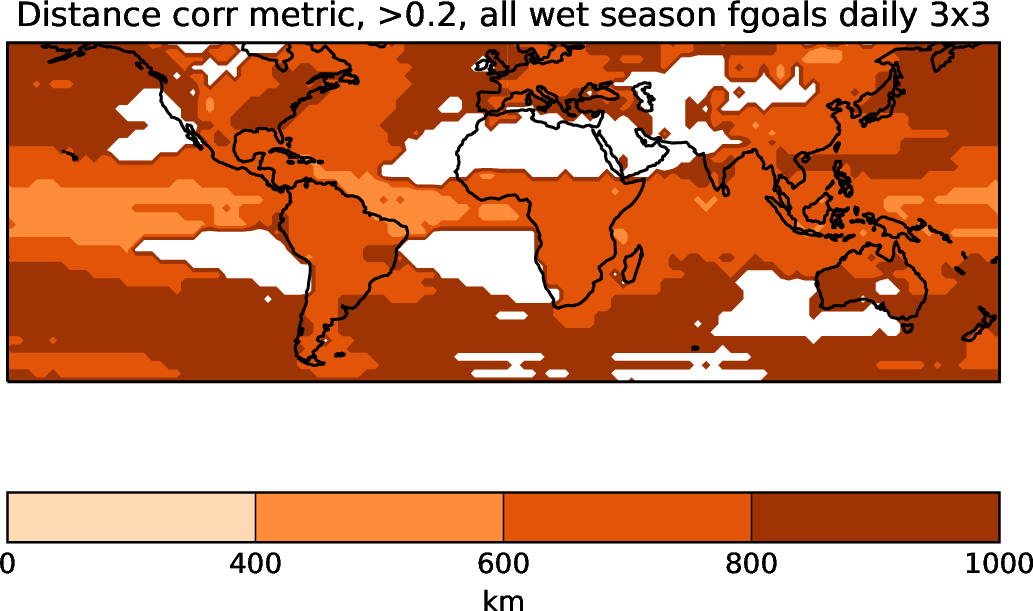 Distance corr metric, >0.2, all wet season fgoals daily 3x3
0 400 600 800 1000
km